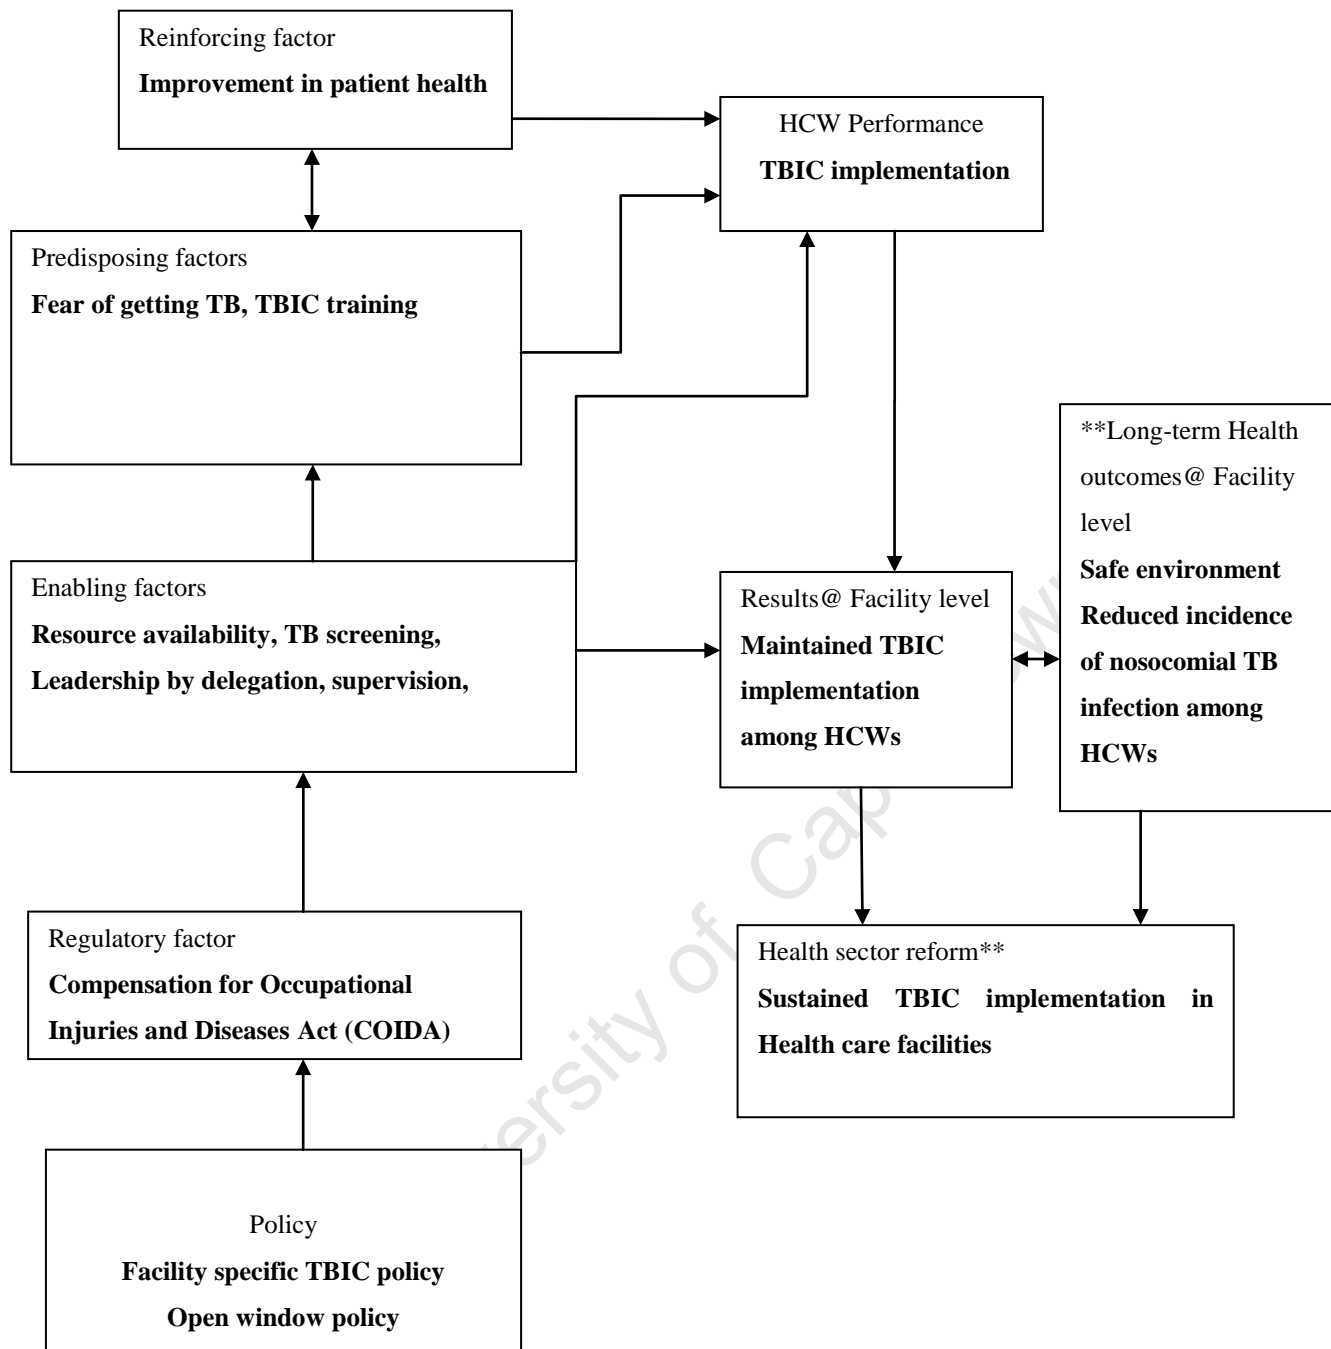 Reinforcing factor
Improvement in patient health
HCW Performance
TBIC implementation
Predisposing factors
Fear of getting TB, TBIC training
**Long-term Health
outcomes@ Facility
level
Safe environment
Reduced incidence
of nosocomial TB
infection among
HCWs
Enabling factors
Resource availability, TB screening,
Leadership by delegation, supervision,
Results@ Facility level
Maintained TBIC
implementation
among HCWs
Regulatory factor
Compensation for Occupational
Injuries and Diseases Act (COIDA)
Health sector reform**
Sustained TBIC implementation in
Health care facilities
Policy
Facility specific TBIC policy
Open window policy
ersity of Cap w